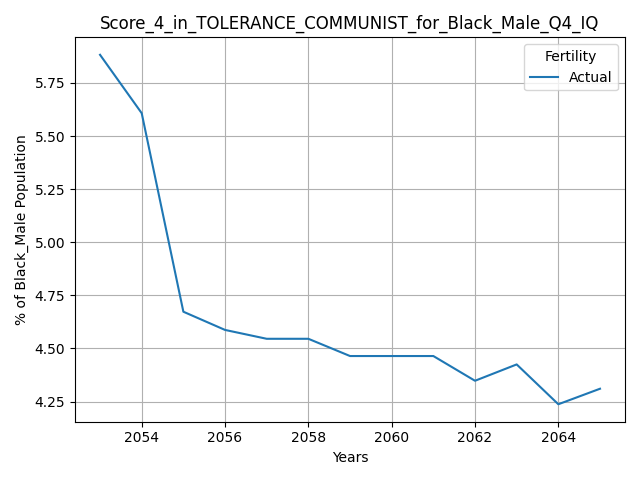 Score_4_in_TOLERANCE_COMMUNIST_for_Black_Male_Q4_IQ
Fertility
Actual
% of Black_Male Population
5.75
5.50
5.25
5.00
4.75
4.50
4.25
2054 2056 2058 2060 2062 2064
Years